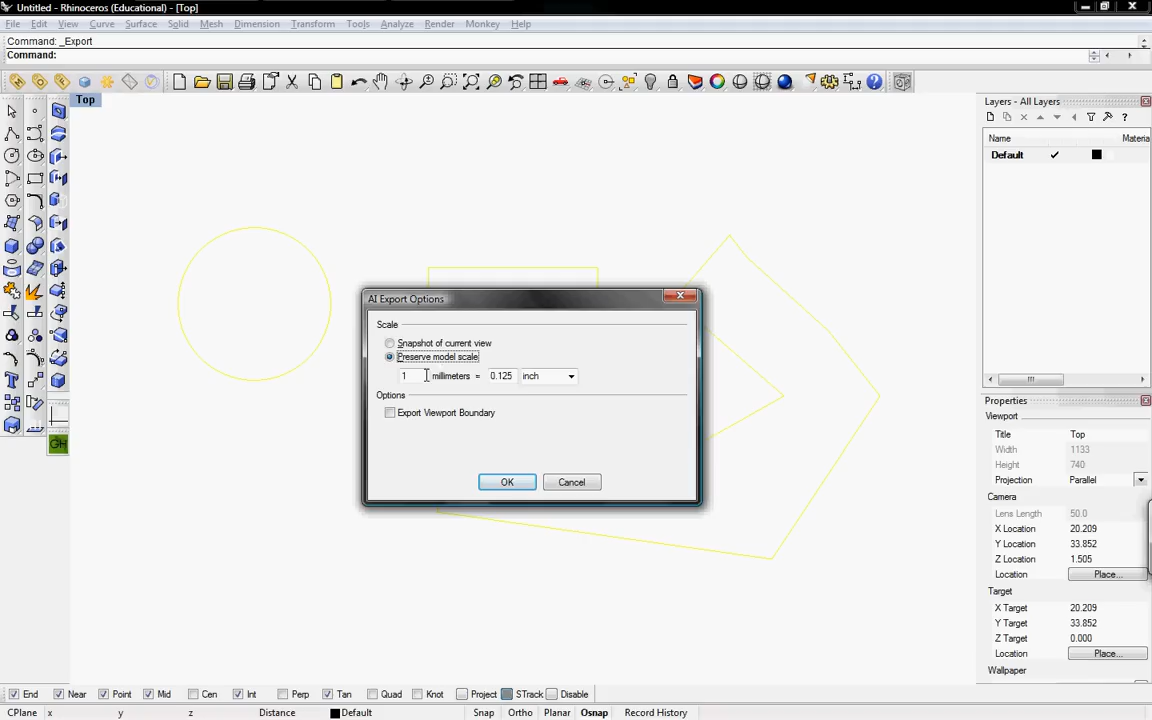 Untitled - Rhinoceros (Educational) - [Top]
File Edit View Curve Surface Solid Mesh Dimension Transform Tools Analyze Render Monkey Help
Command: _Export
Command:
Top
Layers - All Layers
Name Materia
Default
AI Export Options
Scale
Snapshot of current view
Preserve model scale
1 millimeters = 0.125 inch
Options
Export Viewport Boundary
OK Cancel
GH
Properties
Viewport
Title Top
Width 1133
Height 740
Projection Parallel
Camera
Lens Length 50.0
X Location 20.209
Y Location 33.852
Z Location 1.505
Location Place...
Target
X Target 20.209
Y Target 33.852
Z Target 0.000
Location Place...
Wallpaper
End Near Point Mid Cen Int Perp Tan Quad Knot Project STrack Disable
CPlane x y z Distance Default Snap Ortho Planar Osnap Record History